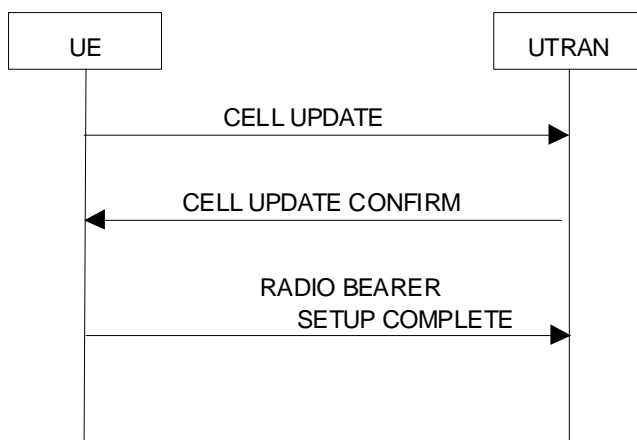 UE
UTRAN
CELL UPDATE
CELL UPDATE CONFIRM
RADIO BEARER
SETUP COMPLETE